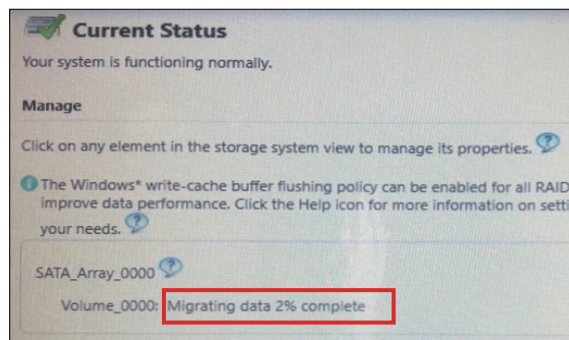 Current Status
Your system is functioning normally.
Manage
Click on any element in the storage system view to manage its properties.
The Windows* write-cache buffer flushing policy can be enabled for all RAID
improve data performance. Click the Help icon for more information on setti
your needs.
SATA_Array_0000
Volume_0000: Migrating data 2% complete